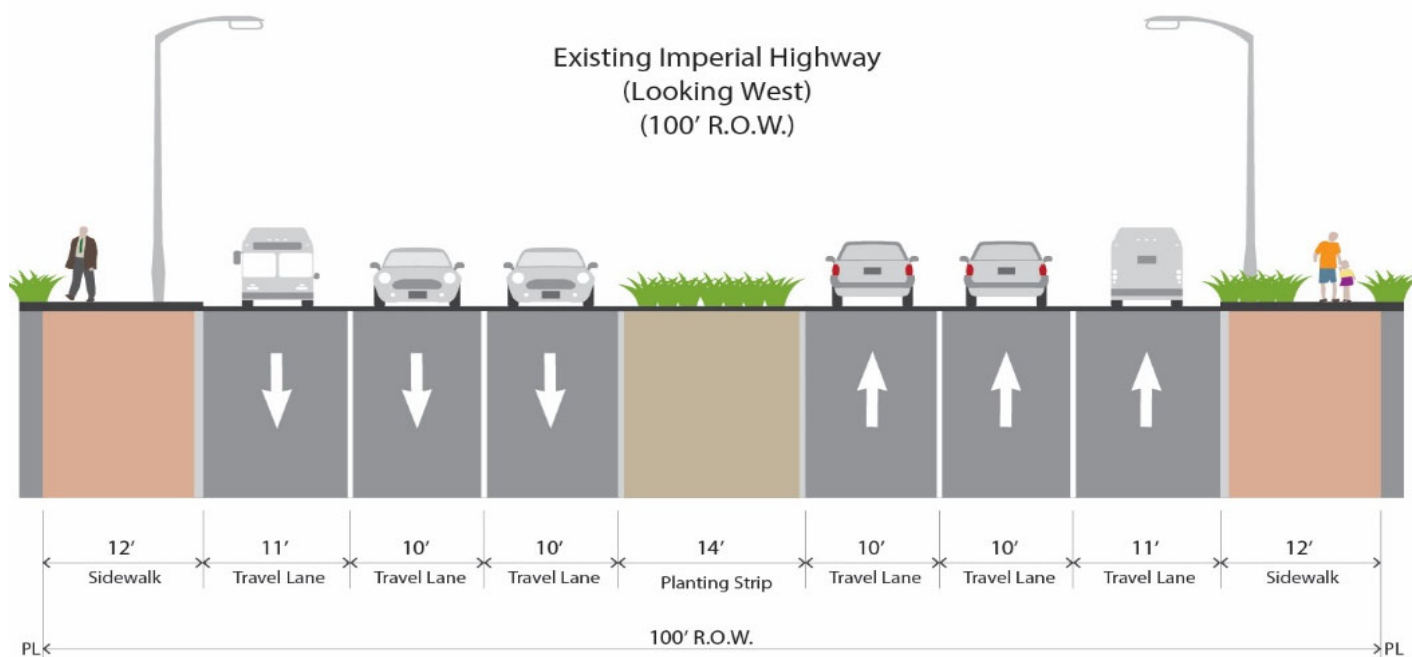 Existing Imperial Highway
(Looking West)
(100’ R.O.W.)
12’ 11’ 10’ 10’ 14’ 10’ 10’ 11’ 12’
Sidewalk Travel Lane Travel Lane Travel Lane Planting Strip Travel Lane Travel Lane Travel Lane Sidewalk
PL 100’ R.O.W. PL